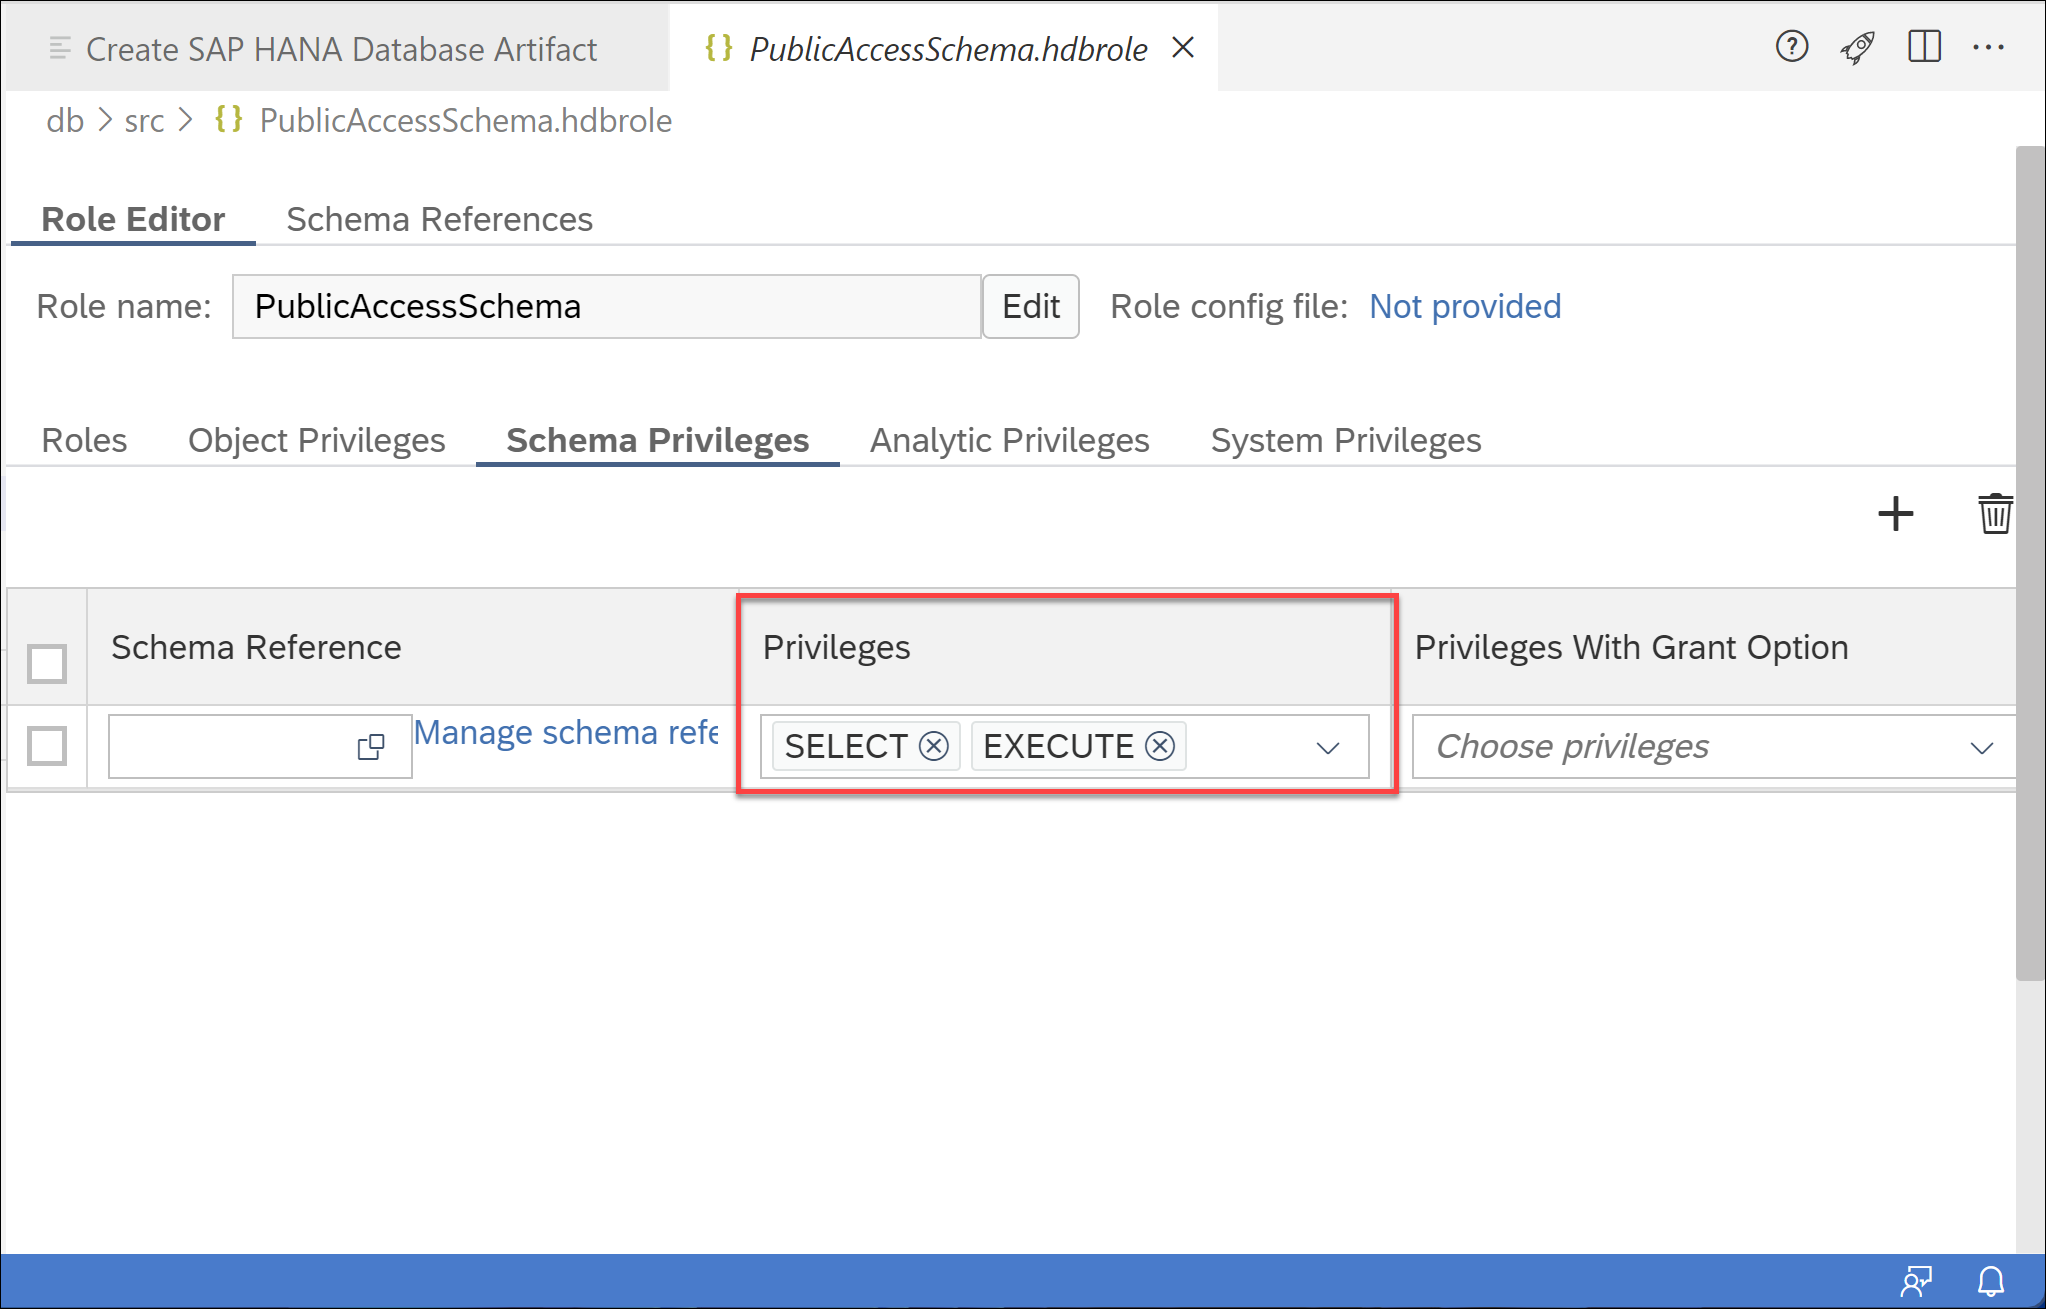 Create SAP HANA Database Artifact
{} PublicAccessSchema.hdbrole
db > src > {} PublicAccessSchema.hdbrole
Role Editor Schema References
Role name: PublicAccessSchema Edit Role config file: Not provided
Roles Object Privileges Schema Privileges Analytic Privileges System Privileges
Schema Reference Privileges Privileges With Grant Option
Manage schema refe SELECT EXECUTE Choose privileges